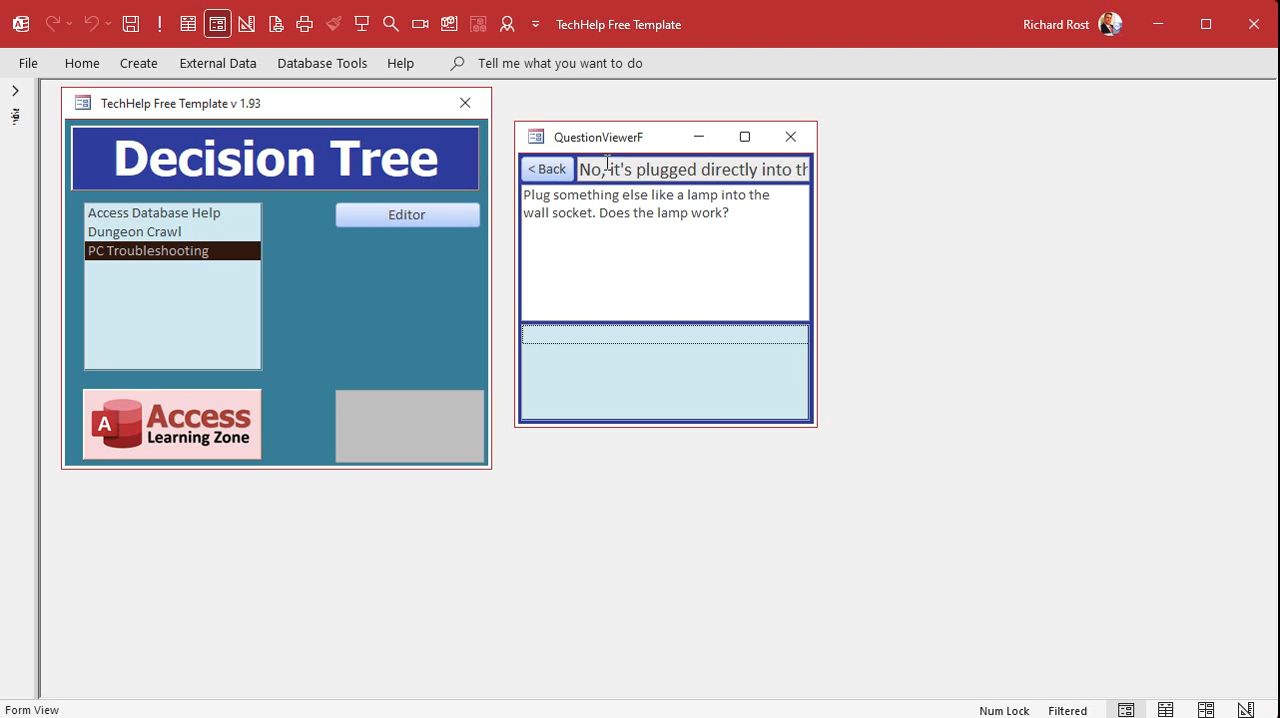 TechHelp Free Template
Richard Rost
File
Home
Create
External Data
Database Tools
Help
Tell me what you want to do
TechHelp Free Template v 1.93
Decision Tree
Access Database Help
Dungeon Crawl
PC Troubleshooting
Editor
A
Access
Learning Zone
QuestionViewerF
< Back
No, it's plugged directly into th
Plug something else like a lamp into the
wall socket. Does the lamp work?
Form View
Num Lock
Filtered